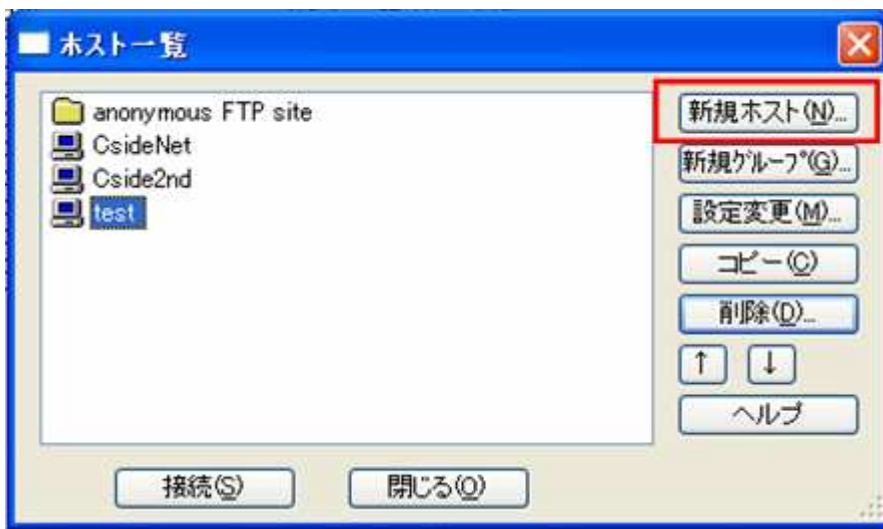 ホスト一覧
anonymous FTP site
CsideNet
Cside2nd
test
新規ホスト(N)...
新規ｸﾞﾙｰﾌﾟ(G)...
設定変更(M)...
コピー(C)
削除(D)...
↑ ↓
ヘルプ
接続(S) 閉じる(O)